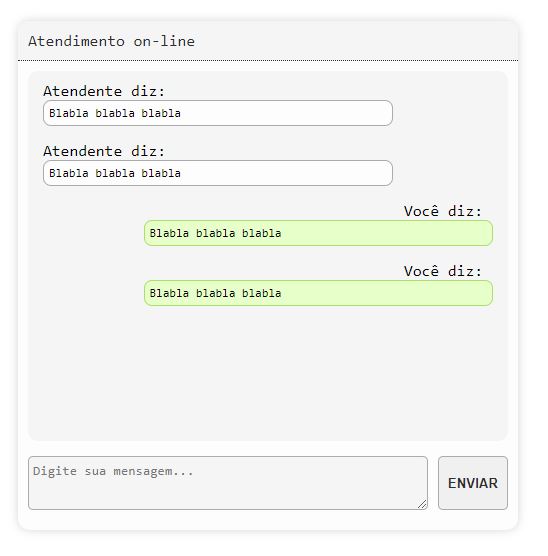 Atendimento on-line
Atendente diz:
Blabla blabla blabla
Atendente diz:
Blabla blabla blabla
Você diz:
Blabla blabla blabla
Você diz:
Blabla blabla blabla
Digite sua mensagem...
ENVIAR